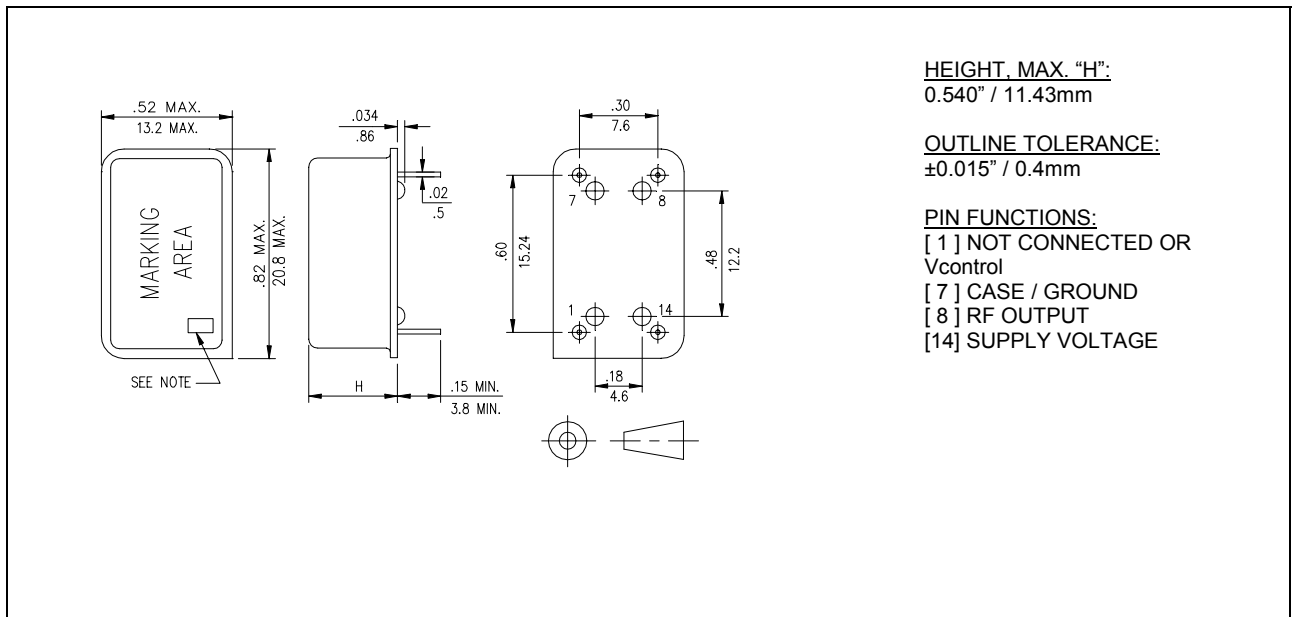 .52 MAX.
13.2 MAX.
MARKING
AREA
.82 MAX.
20.8 MAX.
SEE NOTE
.034
.86
.02
.5
H
.15 MIN.
3.8 MIN.
.30
7.6
7
8
.60
15.24
.48
12.2
1
14
.18
4.6
HEIGHT, MAX. “H”:
0.540” / 11.43mm
OUTLINE TOLERANCE:
±0.015” / 0.4mm
PIN FUNCTIONS:
[ 1 ] NOT CONNECTED OR
Vcontrol
[ 7 ] CASE / GROUND
[ 8 ] RF OUTPUT
[14] SUPPLY VOLTAGE